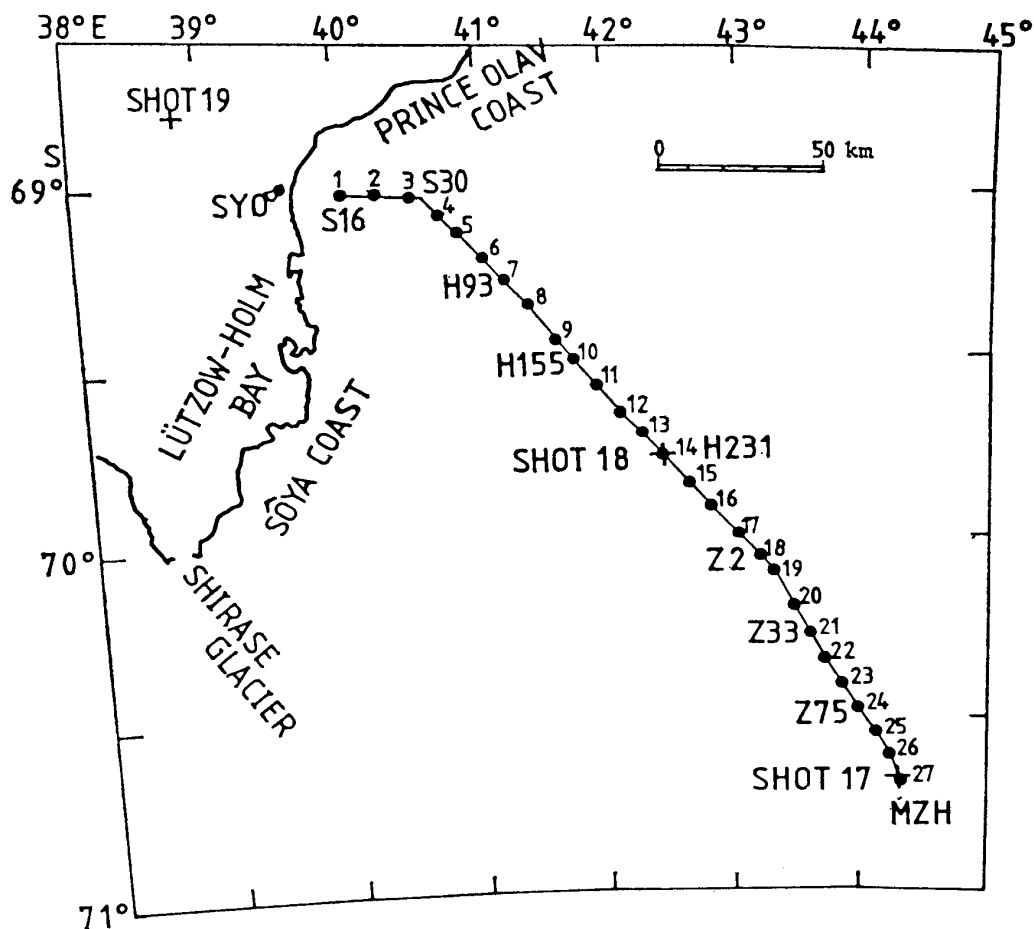 38° E 39° 40° 41° 42° 43° 44° 45°
SHOT 19
PRINCE OLAV
COAST
0 50 km
S
69°
SYO
1 2 3 S30
S16
4
5
6
7
H93
8
9
10
H155
11
12
13
14 H231
SHOT 18
15
16
17
18
Z2
19
20
21
Z33
22
23
24
Z75
25
26
27
SHOT 17
MZH
LÜTZOW-HOLM
BAY
SÔYA COAST
70°
SHIRASE
GLACIER
71°